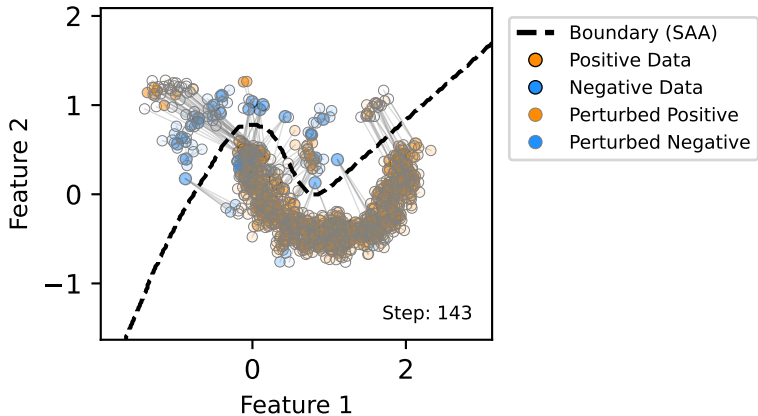 2
1
0
−1
Feature 2
0
2
Feature 1
Step: 143
Boundary (SAA)
Positive Data
Negative Data
Perturbed Positive
Perturbed Negative